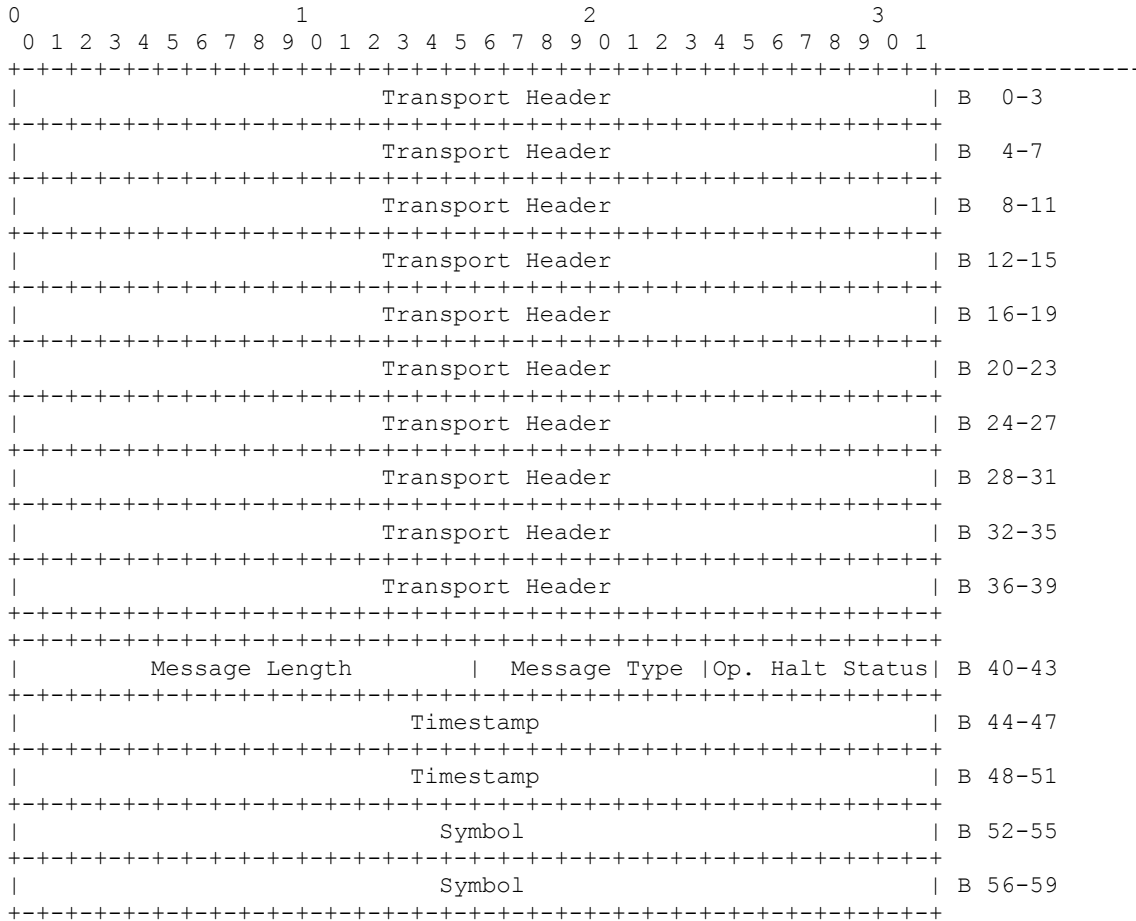 0                   1                   2                   3
 0 1 2 3 4 5 6 7 8 9 0 1 2 3 4 5 6 7 8 9 0 1 2 3 4 5 6 7 8 9 0 1
+-+-+-+-+-+-+-+-+-+-+-+-+-+-+-+-+-+-+-+-+-+-+-+-+-+-+-+-+-+-+-+-+--------------
|                         Transport Header                      | B  0-3
+-+-+-+-+-+-+-+-+-+-+-+-+-+-+-+-+-+-+-+-+-+-+-+-+-+-+-+-+-+-+-+-+
|                         Transport Header                      | B  4-7
+-+-+-+-+-+-+-+-+-+-+-+-+-+-+-+-+-+-+-+-+-+-+-+-+-+-+-+-+-+-+-+-+
|                         Transport Header                      | B  8-11
+-+-+-+-+-+-+-+-+-+-+-+-+-+-+-+-+-+-+-+-+-+-+-+-+-+-+-+-+-+-+-+-+
|                         Transport Header                      | B 12-15
+-+-+-+-+-+-+-+-+-+-+-+-+-+-+-+-+-+-+-+-+-+-+-+-+-+-+-+-+-+-+-+-+
|                         Transport Header                      | B 16-19
+-+-+-+-+-+-+-+-+-+-+-+-+-+-+-+-+-+-+-+-+-+-+-+-+-+-+-+-+-+-+-+-+
|                         Transport Header                      | B 20-23
+-+-+-+-+-+-+-+-+-+-+-+-+-+-+-+-+-+-+-+-+-+-+-+-+-+-+-+-+-+-+-+-+
|                         Transport Header                      | B 24-27
+-+-+-+-+-+-+-+-+-+-+-+-+-+-+-+-+-+-+-+-+-+-+-+-+-+-+-+-+-+-+-+-+
|                         Transport Header                      | B 28-31
+-+-+-+-+-+-+-+-+-+-+-+-+-+-+-+-+-+-+-+-+-+-+-+-+-+-+-+-+-+-+-+-+
|                         Transport Header                      | B 32-35
+-+-+-+-+-+-+-+-+-+-+-+-+-+-+-+-+-+-+-+-+-+-+-+-+-+-+-+-+-+-+-+-+
|                         Transport Header                      | B 36-39
+-+-+-+-+-+-+-+-+-+-+-+-+-+-+-+-+-+-+-+-+-+-+-+-+-+-+-+-+-+-+-+-+
+-+-+-+-+-+-+-+-+-+-+-+-+-+-+-+-+-+-+-+-+-+-+-+-+-+-+-+-+-+-+-+-+
|         Message Length        |  Message Type |Op. Halt Status| B 40-43
+-+-+-+-+-+-+-+-+-+-+-+-+-+-+-+-+-+-+-+-+-+-+-+-+-+-+-+-+-+-+-+-+
|                           Timestamp                           | B 44-47
+-+-+-+-+-+-+-+-+-+-+-+-+-+-+-+-+-+-+-+-+-+-+-+-+-+-+-+-+-+-+-+-+
|                           Timestamp                           | B 48-51
+-+-+-+-+-+-+-+-+-+-+-+-+-+-+-+-+-+-+-+-+-+-+-+-+-+-+-+-+-+-+-+-+
|                             Symbol                            | B 52-55
+-+-+-+-+-+-+-+-+-+-+-+-+-+-+-+-+-+-+-+-+-+-+-+-+-+-+-+-+-+-+-+-+
|                             Symbol                            | B 56-59
+-+-+-+-+-+-+-+-+-+-+-+-+-+-+-+-+-+-+-+-+-+-+-+-+-+-+-+-+-+-+-+-+